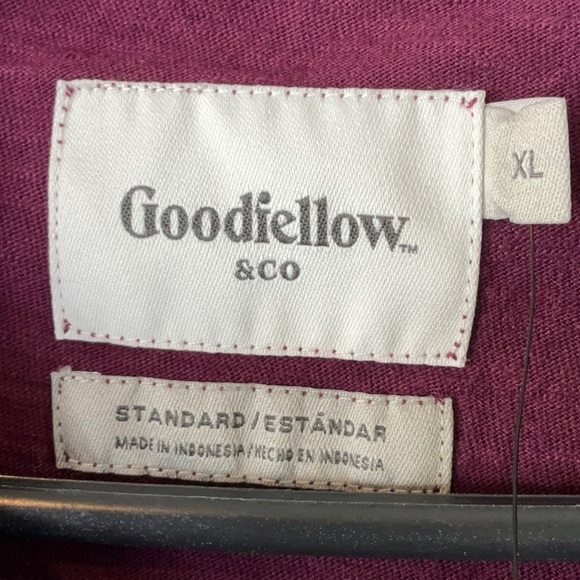 Goodfellow™
&CO
XL
STANDARD/ESTÁNDAR
MADE IN INDONESIA/HECHO EN INDONESIA